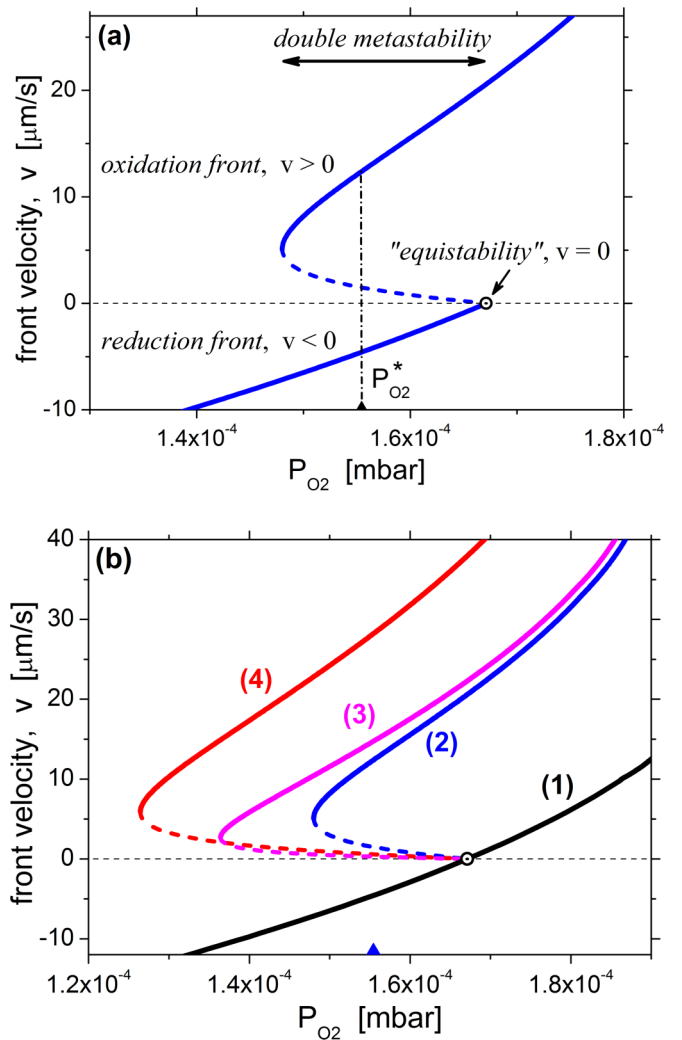 (a)
double metastability
20
oxidation front, v > 0
10
"equistability", v = 0
0
reduction front, v < 0
P*O2
-10
1.4x10-4
1.6x10-4
1.8x10-4
front velocity, v [μm/s]
PO2 [mbar]
(b)
40
30
(4)
20
(3)
(2)
10
(1)
0
-10
1.2x10-4
1.4x10-4
1.6x10-4
1.8x10-4
front velocity, v [μm/s]
PO2 [mbar]